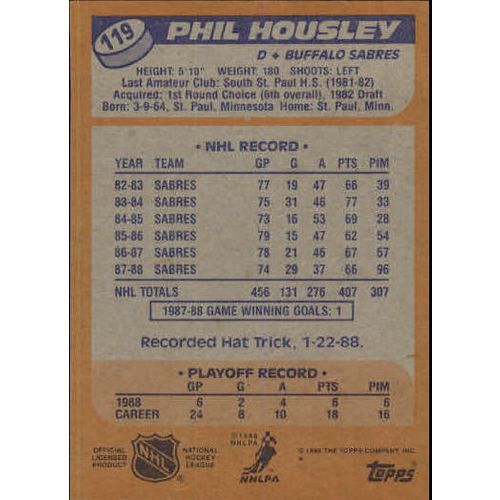 119
PHIL HOUSLEY
D ♦ BUFFALO SABRES
HEIGHT: 5'10" WEIGHT: 180 SHOOTS: LEFT
Last Amateur Club: South St. Paul H.S. (1981-82)
Acquired: 1st Round Choice (6th overall), 1982 Draft
Born: 3-9-64, St. Paul, Minnesota Home: St. Paul, Minn.
• NHL RECORD •
YEAR TEAM GP G A PTS PIM
82-83 SABRES 77 19 47 66 39
83-84 SABRES 75 31 46 77 33
84-85 SABRES 73 16 53 69 28
85-86 SABRES 79 15 47 62 54
86-87 SABRES 78 21 46 67 57
87-88 SABRES 74 29 37 66 96
NHL TOTALS 456 131 276 407 307
1987-88 GAME WINNING GOALS: 1
Recorded Hat Trick, 1-22-88.
• PLAYOFF RECORD •
GP G A PTS PIM
1988 6 2 4 6 6
CAREER 24 8 10 18 16
OFFICIAL LICENSED PRODUCT
NHL
NATIONAL HOCKEY LEAGUE
© 1988 NHLPA
NHLPA
© 1988 THE TOPPS COMPANY, INC.
Topps